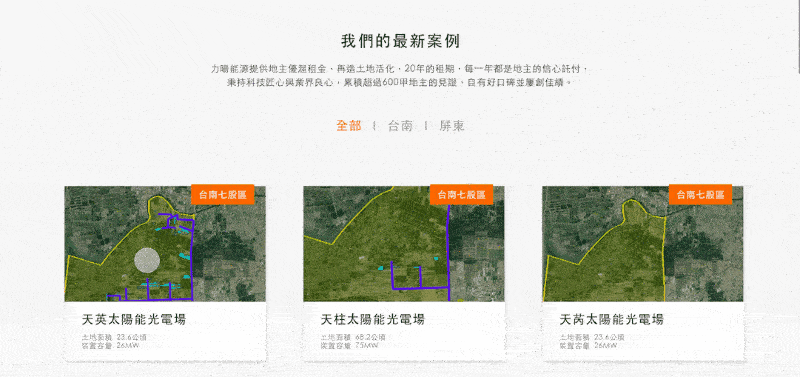 我們的最新案例
力暘能源提供地主優渥租金，再造土地活化，20年的租期，每一年都是地主的信心託付，
秉持科技匠心與業界良心，累積超過600甲地主的見證，自有好口碑並屢創佳績。
全部 | 台南 | 屏東
台南七股區 台南七股區 台南七股區
天英太陽能光電場 天柱太陽能光電場 天芮太陽能光電場
土地面積 23.6公頃 土地面積 68.2公頃 土地面積 23.6公頃
裝置容量 26MW 裝置容量 75MW 裝置容量 26MW